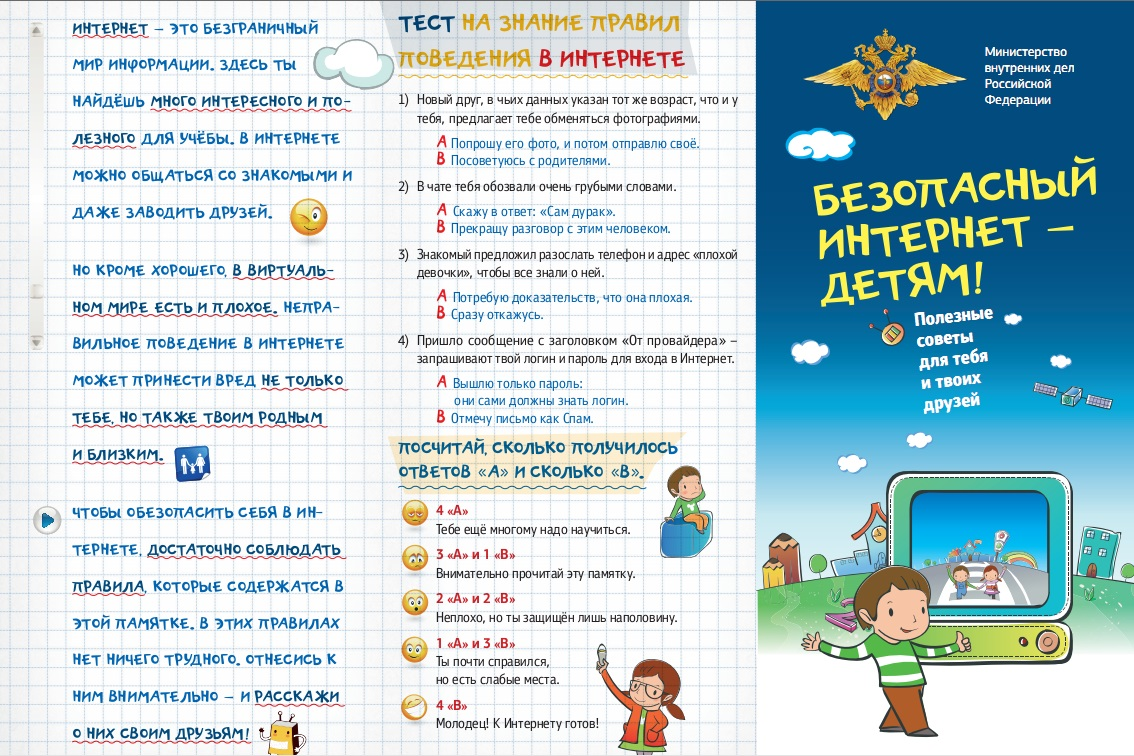 ИНТЕРНЕТ – ЭТО БЕЗГРАНИЧНЫЙ
МИР ИНФОРМАЦИИ. ЗДЕСЬ ТЫ
НАЙДЁШЬ МНОГО ИНТЕРЕСНОГО И ПО-
ЛЕЗНОГО ДЛЯ УЧЁБЫ. В ИНТЕРНЕТЕ
МОЖНО ОБЩАТЬСЯ СО ЗНАКОМЫМИ И
ДАЖЕ ЗАВОДИТЬ ДРУЗЕЙ.
НО КРОМЕ ХОРОШЕГО, В ВИРТУАЛЬ-
НОМ МИРЕ ЕСТЬ И ПЛОХОЕ. НЕПРА-
ВИЛЬНОЕ ПОВЕДЕНИЕ В ИНТЕРНЕТЕ
МОЖЕТ ПРИНЕСТИ ВРЕД НЕ ТОЛЬКО
ТЕБЕ, НО ТАКЖЕ ТВОИМ РОДНЫМ
И БЛИЗКИМ.
ЧТОБЫ ОБЕЗОПАСИТЬ СЕБЯ В ИН-
ТЕРНЕТЕ, ДОСТАТОЧНО СОБЛЮДАТЬ
ПРАВИЛА, КОТОРЫЕ СОДЕРЖАТСЯ В
ЭТОЙ ПАМЯТКЕ. В ЭТИХ ПРАВИЛАХ
НЕТ НИЧЕГО ТРУДНОГО. ОТНЕСИСЬ К
НИМ ВНИМАТЕЛЬНО – И РАССКАЖИ
О НИХ СВОИМ ДРУЗЬЯМ!
ТЕСТ НА ЗНАНИЕ ПРАВИЛ
ПОВЕДЕНИЯ В ИНТЕРНЕТЕ
1) Новый друг, в чьих данных указан тот же возраст, что и у
тебя, предлагает тебе обменяться фотографиями.
А Попрошу его фото, и потом отправлю своё.
В Посоветуюсь с родителями.
2) В чате тебя обозвали очень грубыми словами.
А Скажу в ответ: «Сам дурак».
В Прекращу разговор с этим человеком.
3) Знакомый предложил разослать телефон и адрес «плохой
девочки», чтобы все знали о ней.
А Потребую доказательств, что она плохая.
В Сразу откажусь.
4) Пришло сообщение с заголовком «От провайдера» –
запрашивают твой логин и пароль для входа в Интернет.
А Вышлю только пароль:
они сами должны знать логин.
В Отмечу письмо как Спам.
ПОСЧИТАЙ, СКОЛЬКО ПОЛУЧИЛОСЬ
ОТВЕТОВ «А» И СКОЛЬКО «В».
4 «А»
Тебе ещё многому надо научиться.
3 «А» и 1 «В»
Внимательно прочитай эту памятку.
2 «А» и 2 «В»
Неплохо, но ты защищён лишь наполовину.
1 «А» и 3 «В»
Ты почти справился,
но есть слабые места.
4 «В»
Молодец! К Интернету готов!
Министерство
внутренних дел
Российской
Федерации
БЕЗОПАСНЫЙ
ИНТЕРНЕТ –
ДЕТЯМ!
Полезные
советы
для тебя
и твоих
друзей